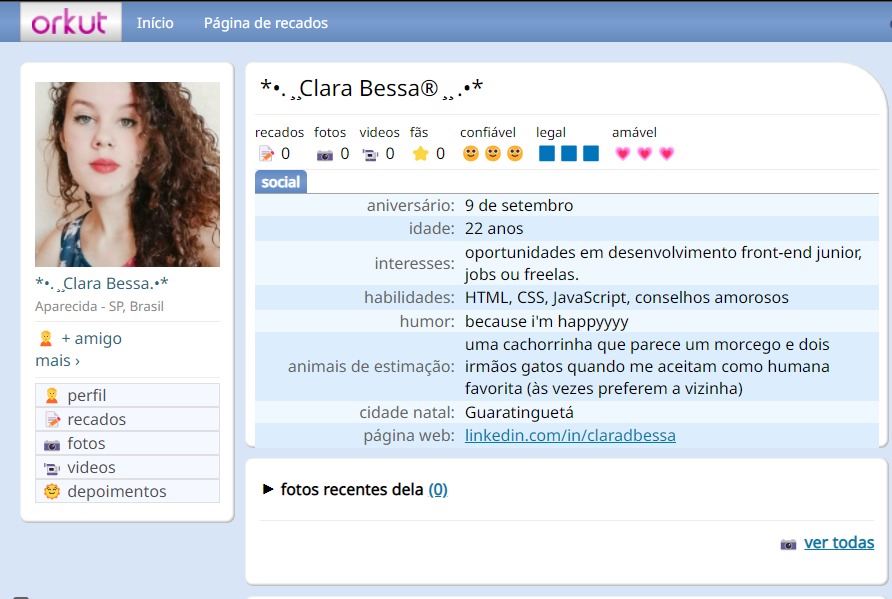 orkut Início Página de recados
*•.¸¸Clara Bessa.•*
Aparecida - SP, Brasil
+ amigo
mais ›
perfil
recados
fotos
videos
depoimentos
*•.¸¸Clara Bessa®¸¸.•*
recados fotos videos fãs confiável legal amável
0 0 0 0
social
aniversário: 9 de setembro
idade: 22 anos
interesses: oportunidades em desenvolvimento front-end junior,
jobs ou freelas.
habilidades: HTML, CSS, JavaScript, conselhos amorosos
humor: because i'm happyyyy
animais de estimação: uma cachorrinha que parece um morcego e dois
irmãos gatos quando me aceitam como humana
favorita (às vezes preferem a vizinha)
cidade natal: Guaratinguetá
página web: linkedin.com/in/claradbessa
fotos recentes dela (0)
ver todas